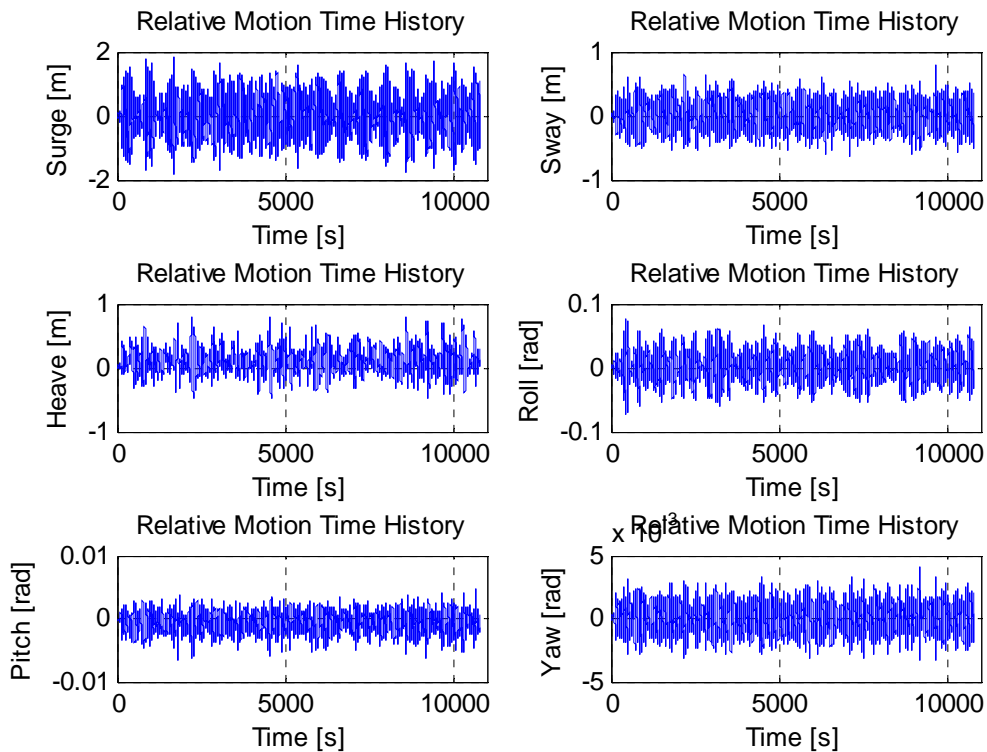 Relative Motion Time History
2
Surge [m]
0
-2
0
5000
10000
Time [s]
Relative Motion Time History
1
Sway [m]
0
-1
0
5000
10000
Time [s]
Relative Motion Time History
1
Heave [m]
0
-1
0
5000
10000
Time [s]
Relative Motion Time History
0.1
Roll [rad]
0
-0.1
0
5000
10000
Time [s]
Relative Motion Time History
0.01
Pitch [rad]
0
-0.01
0
5000
10000
Time [s]
Relative Motion Time History
x 10-3
5
Yaw [rad]
0
-5
0
5000
10000
Time [s]